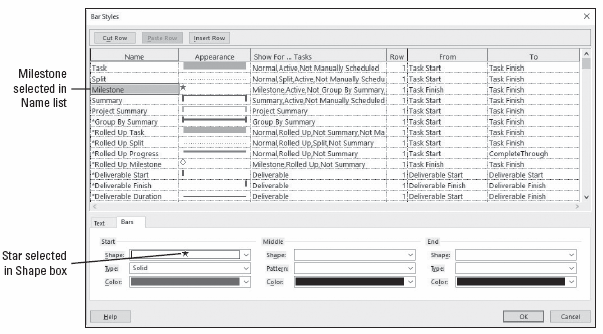 Bar Styles
Cut Row Paste Row Insert Row
Name Appearance Show For ... Tasks Row From To
Task Normal,Active,Not Manually Scheduled 1 Task Start Task Finish
Split Normal,Split,Active,Not Manually Schedu 1 Task Start Task Finish
Milestone Milestone,Active,Not Group By Summary, 1 Task Finish Task Finish
Summary Summary,Active,Not Manually Scheduled 1 Task Start Task Finish
Project Summary Project Summary 1 Task Start Task Finish
*Group By Summary Group By Summary 1 Task Start Task Finish
*Rolled Up Task Normal,Rolled Up,Not Summary,Not Ma 1 Task Start Task Finish
*Rolled Up Split Normal,Rolled Up,Split,Not Summary 1 Task Start Task Finish
*Rolled Up Progress Normal,Rolled Up,Not Summary 1 Task Start CompleteThrough
*Rolled Up Milestone Milestone,Rolled Up,Not Summary 1 Task Finish Task Finish
*Deliverable Start Deliverable 1 Deliverable Start Deliverable Start
*Deliverable Finish Deliverable 1 Deliverable Finish Deliverable Finish
*Deliverable Duration Deliverable 1 Deliverable Start Deliverable Finish
Milestone
selected in
Name list
Text Bars
Start Middle End
Shape: Shape: Shape:
Type: Solid Pattern: Type:
Color: Color: Color:
Star selected
in Shape box
Help OK Cancel